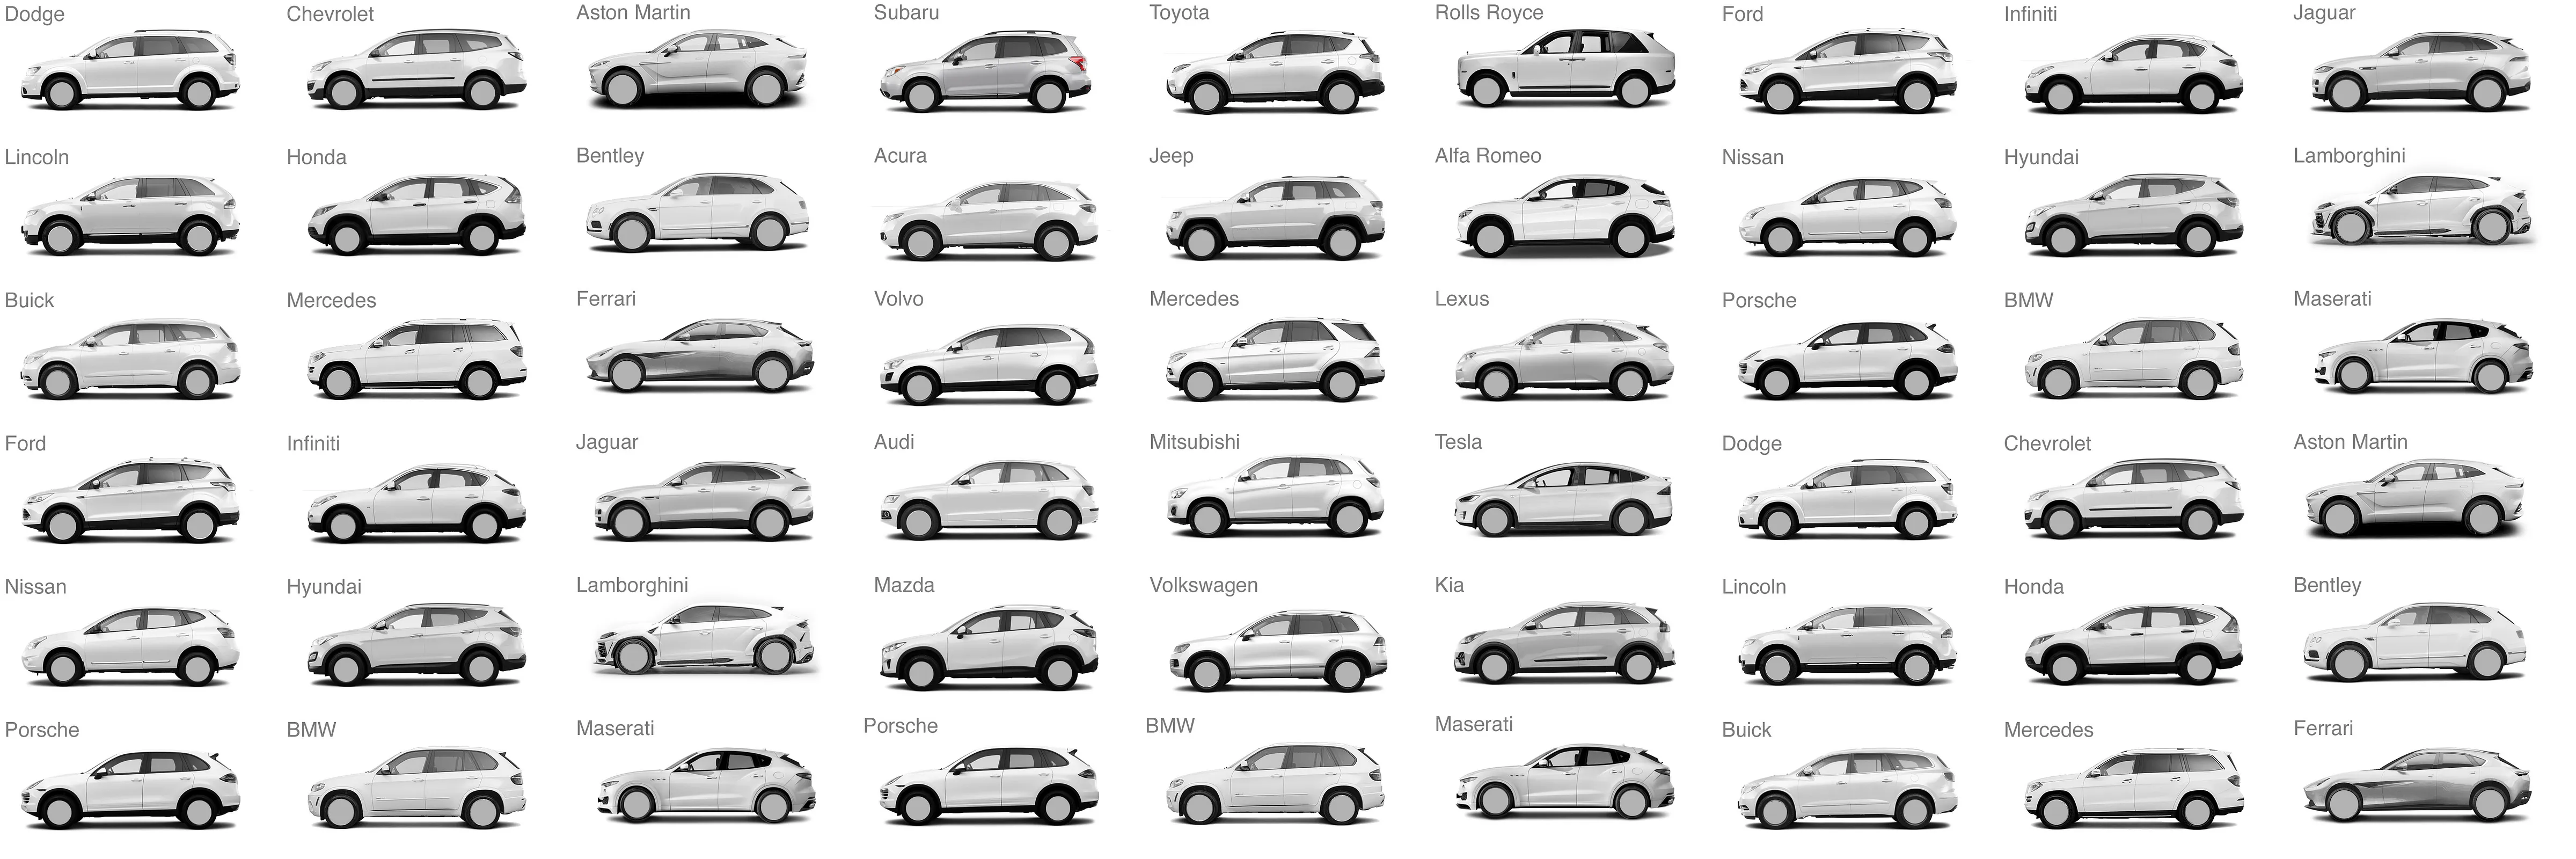 Dodge
Chevrolet
Aston Martin
Subaru
Toyota
Rolls Royce
Ford
Infiniti
Jaguar
Lincoln
Honda
Bentley
Acura
Jeep
Alfa Romeo
Nissan
Hyundai
Lamborghini
Buick
Mercedes
Ferrari
Volvo
Mercedes
Lexus
Porsche
BMW
Maserati
Ford
Infiniti
Jaguar
Audi
Mitsubishi
Tesla
Dodge
Chevrolet
Aston Martin
Nissan
Hyundai
Lamborghini
Mazda
Volkswagen
Kia
Lincoln
Honda
Bentley
Porsche
BMW
Maserati
Porsche
BMW
Maserati
Buick
Mercedes
Ferrari